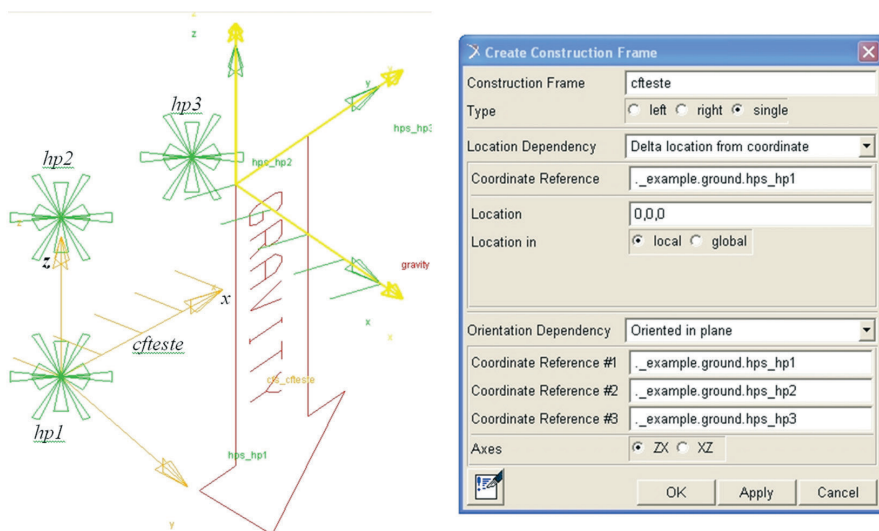 z
z
hp3
y
y
hps_hp3
hp2
hps_hp2
z
z
GRAVITY
gravity
x
x
cfteste
x
x
cfs_cfteste
hp1
hps_hp1
y
Create Construction Frame
Construction Frame cfteste
Type left right single
Location Dependency Delta location from coordinate
Coordinate Reference ._example.ground.hps_hp1
Location 0,0,0
Location in local global
Orientation Dependency Oriented in plane
Coordinate Reference #1 ._example.ground.hps_hp1
Coordinate Reference #2 ._example.ground.hps_hp2
Coordinate Reference #3 ._example.ground.hps_hp3
Axes ZX XZ
OK Apply Cancel